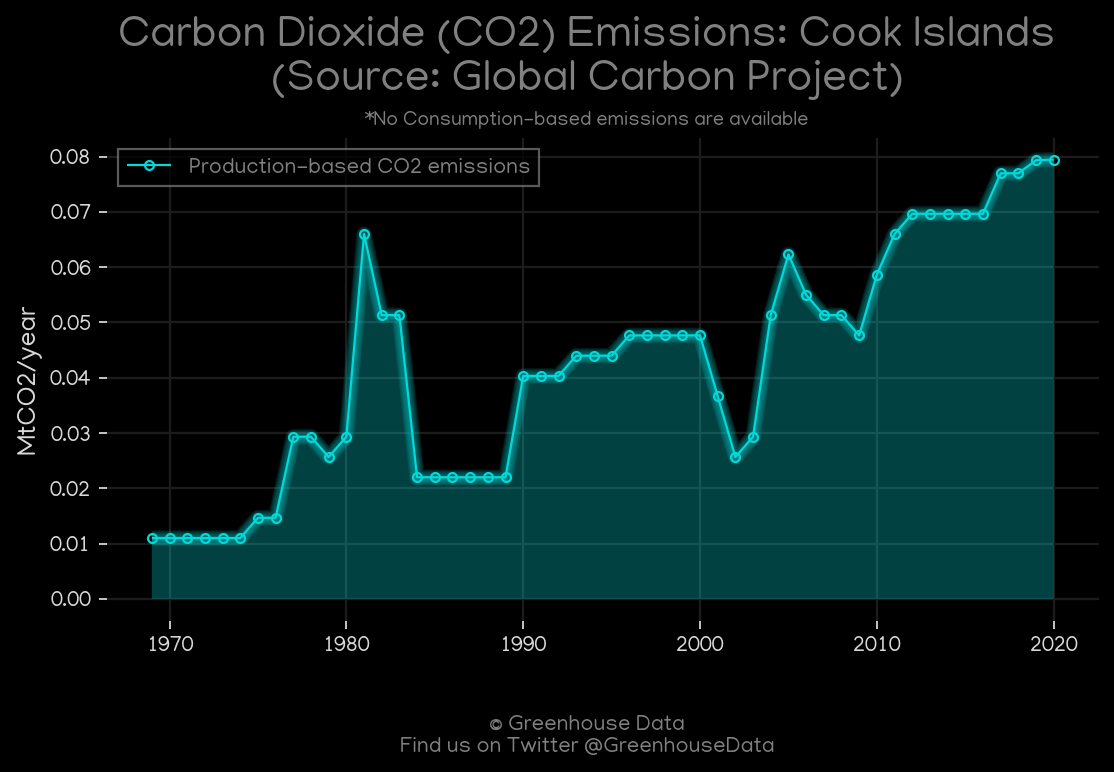 Carbon Dioxide (CO2) Emissions: Cook Islands
(Source: Global Carbon Project)
*No Consumption-based emissions are available
Production-based CO2 emissions
MtCO2/year
0.08
0.07
0.06
0.05
0.04
0.03
0.02
0.01
0.00
1970 1980 1990 2000 2010 2020
© Greenhouse Data
Find us on Twitter @GreenhouseData